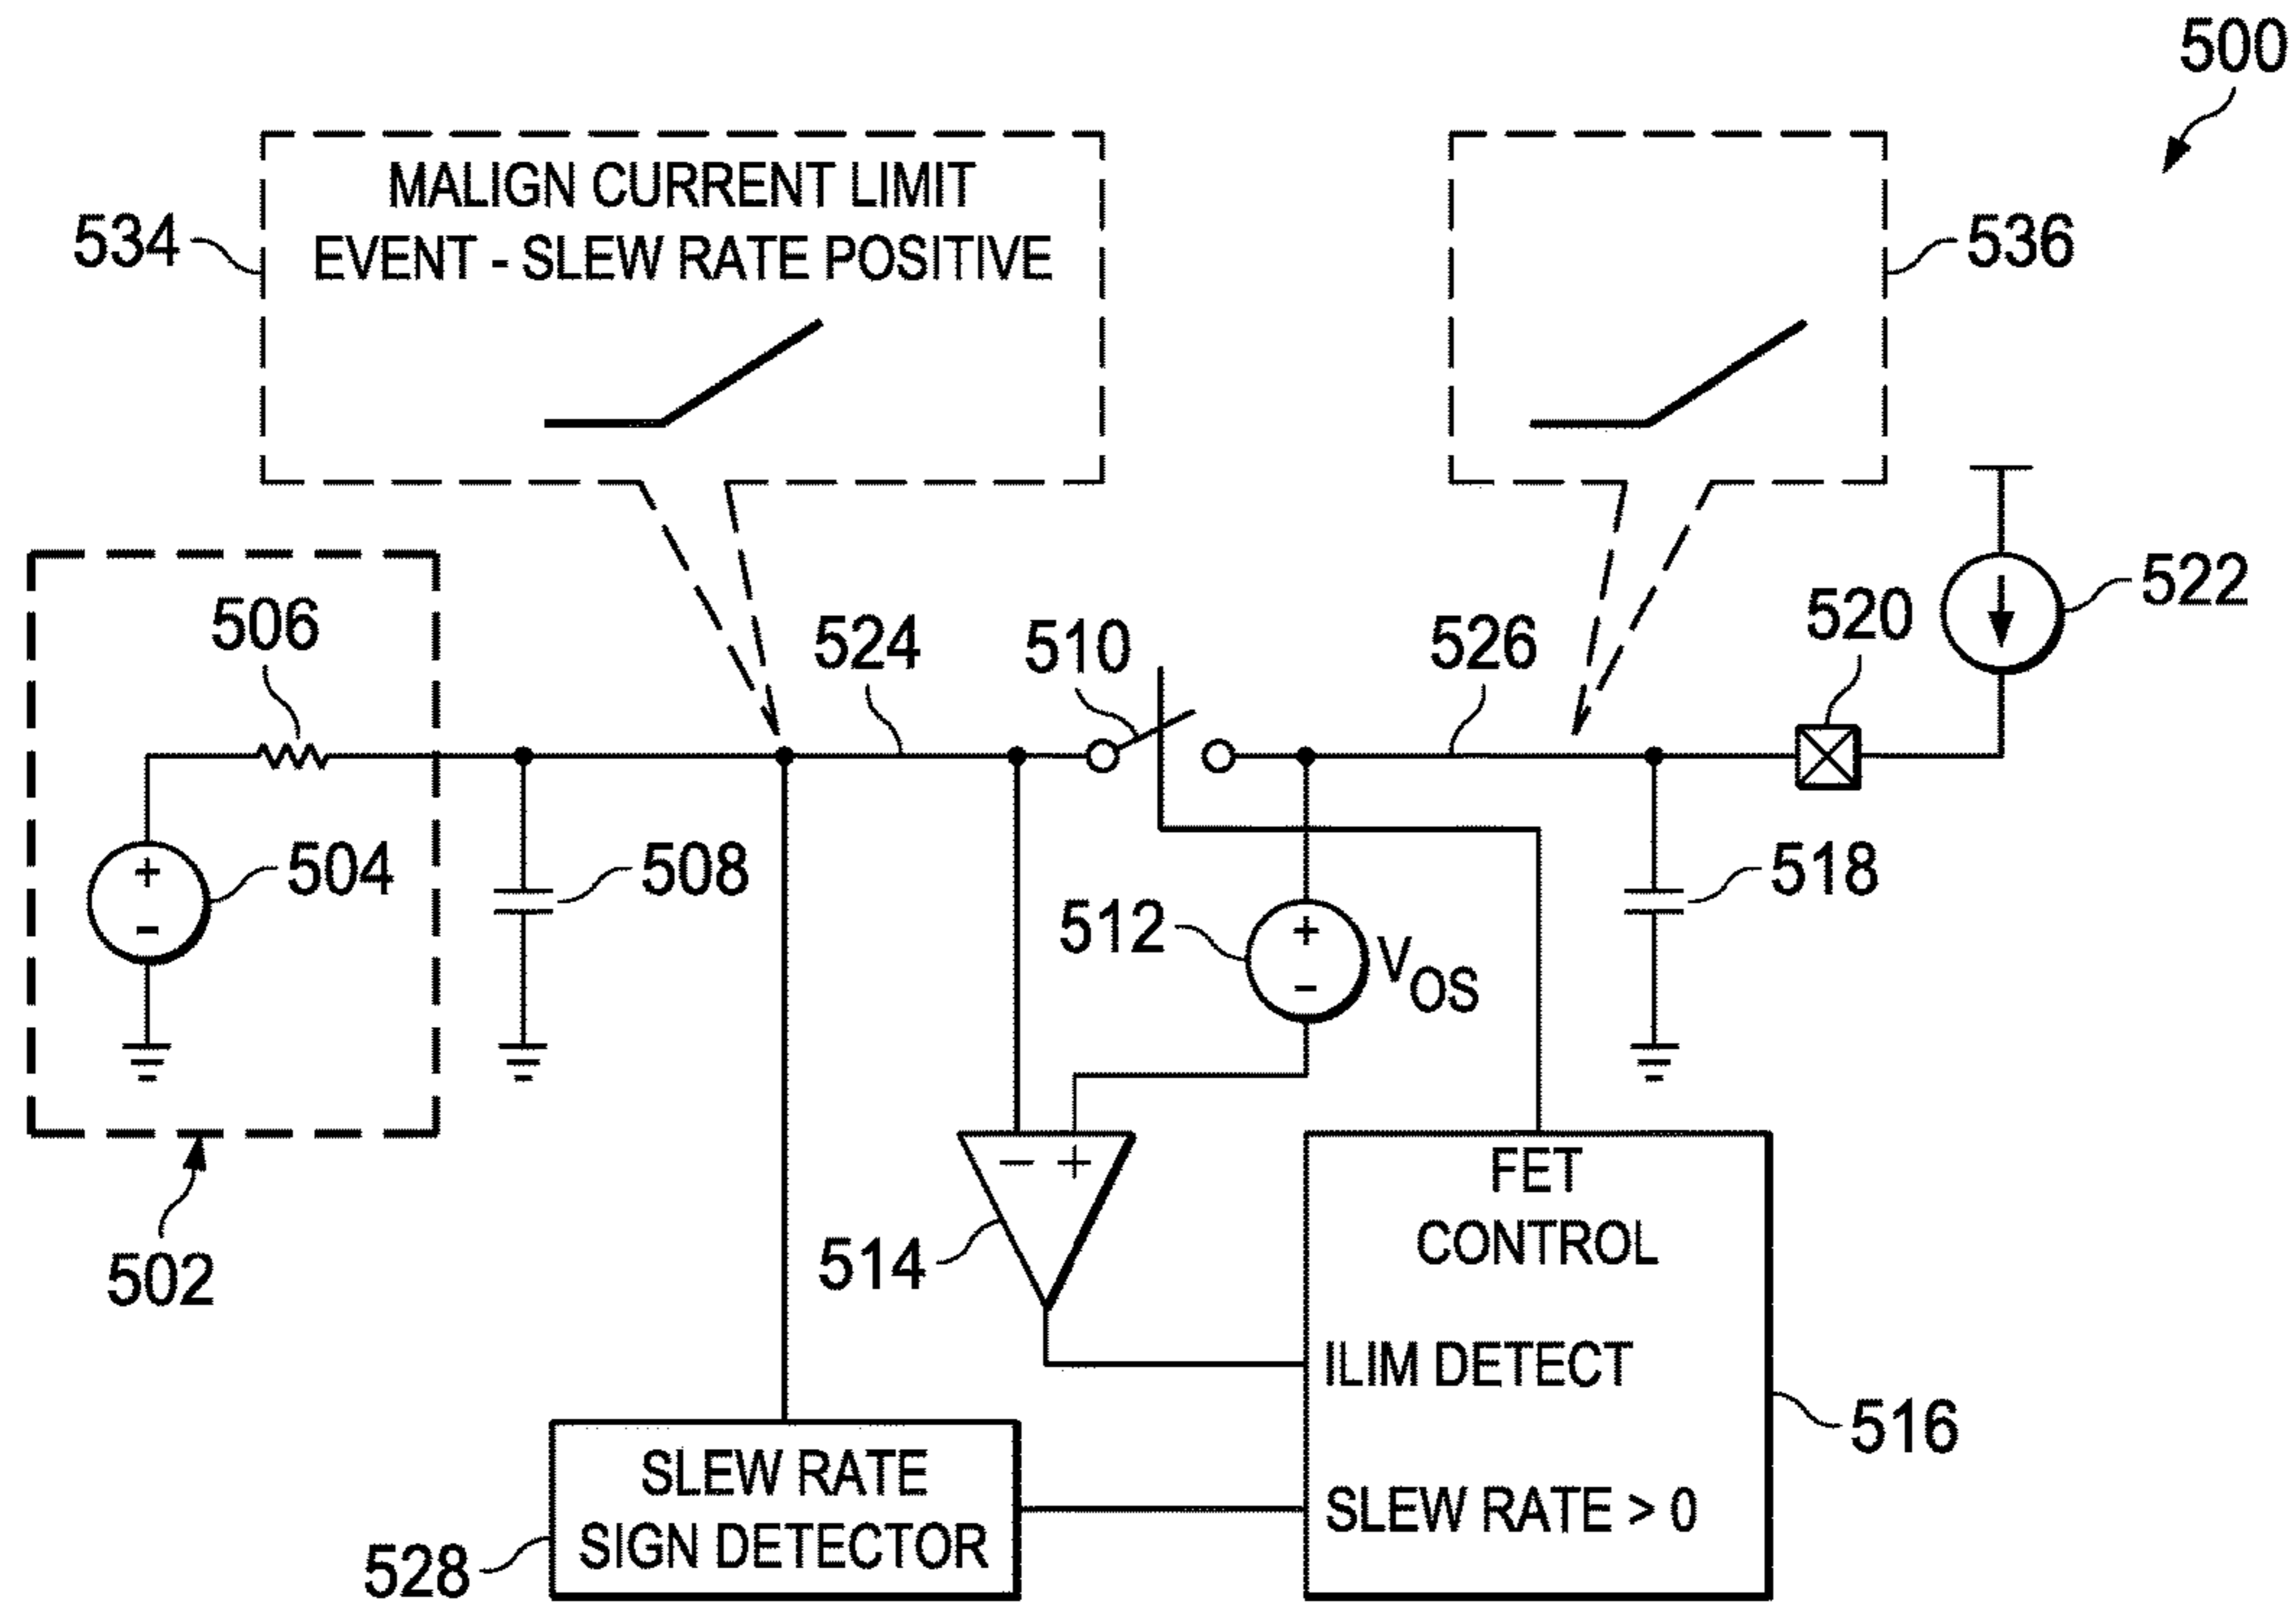 500
MALIGN CURRENT LIMIT
EVENT - SLEW RATE POSITIVE
534
536
522
506
520
524
510
526
504
+
-
508
518
512
+
-
VOS
502
- +
514
FET
CONTROL
ILIM DETECT
516
SLEW RATE > 0
SLEW RATE
SIGN DETECTOR
528